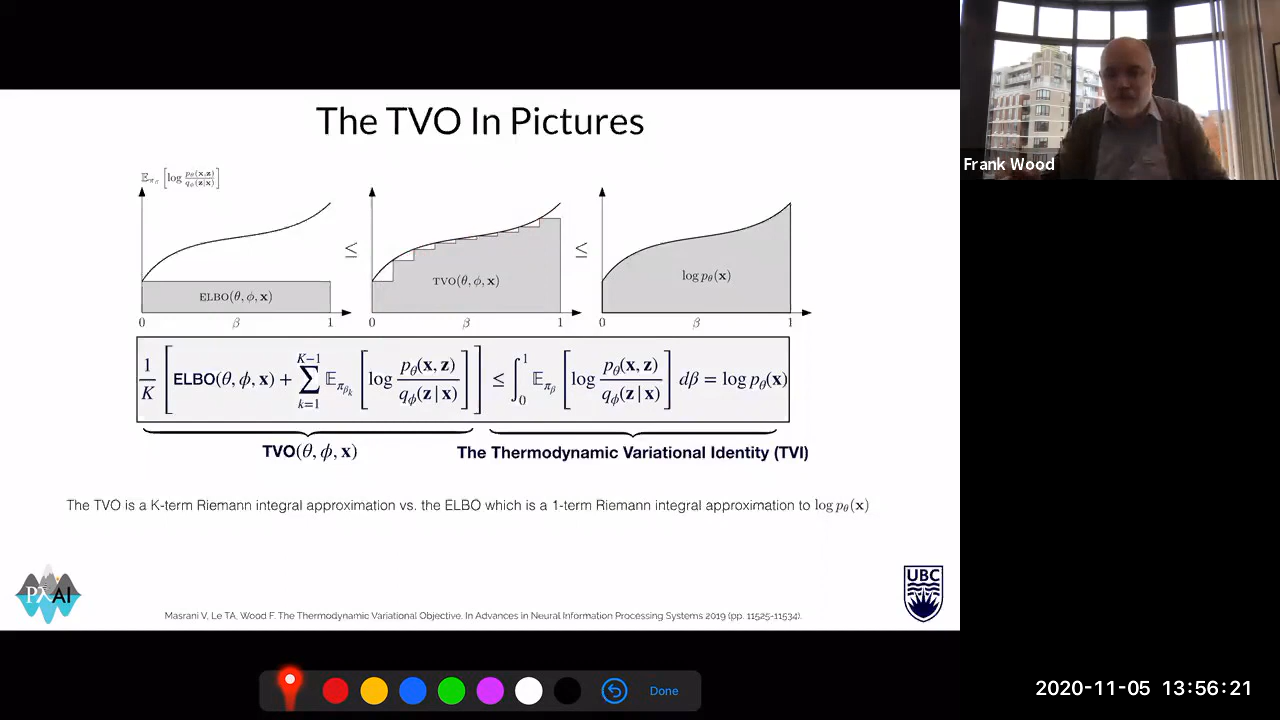 The TVO In Pictures
Frank Wood
𝔼_{π_β} [log p_θ(x,z) / q_ϕ(z|x)]
≤ ≤
ELBO(θ, ϕ, x)
TVO(θ, ϕ, x)
log p_θ(x)
0 β 1 0 β 1 0 β 1
1/K [ELBO(θ, ϕ, x) + ∑_{k=1}^{K−1} 𝔼_{π_{β_k}} [log p_θ(x, z) / q_ϕ(z | x)]] ≤ ∫_0^1 𝔼_{π_β} [log p_θ(x, z) / q_ϕ(z | x)] dβ = log p_θ(x)
TVO(θ, ϕ, x) The Thermodynamic Variational Identity (TVI)
The TVO is a K-term Riemann integral approximation vs. the ELBO which is a 1-term Riemann integral approximation to log p_θ(x)
PλAI
UBC
Masrani V, Le TA, Wood F. The Thermodynamic Variational Objective. In Advances in Neural Information Processing Systems 2019 (pp. 11525-11534).
Done
2020-11-05 13:56:21